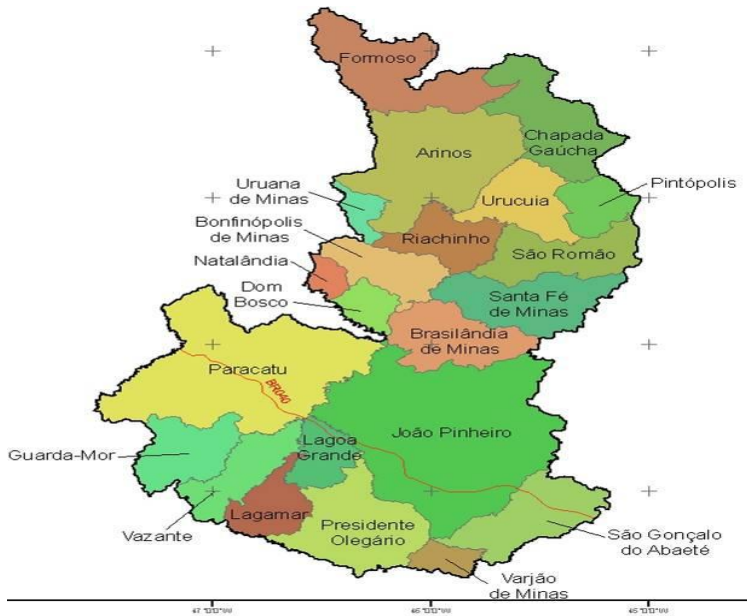 Formoso
Chapada
Gaúcha
Arinos
Uruana
de Minas
Urucuia
Pintópolis
Bonfinópolis
de Minas
Riachinho
São Romão
Natalândia
Dom
Bosco
Santa Fé
de Minas
Brasilândia
de Minas
Paracatu
BR040
João Pinheiro
Guarda-Mor
Lagoa
Grande
Lagamar
Presidente
Olegário
Vazante
São Gonçalo
do Abaeté
Varjão
de Minas